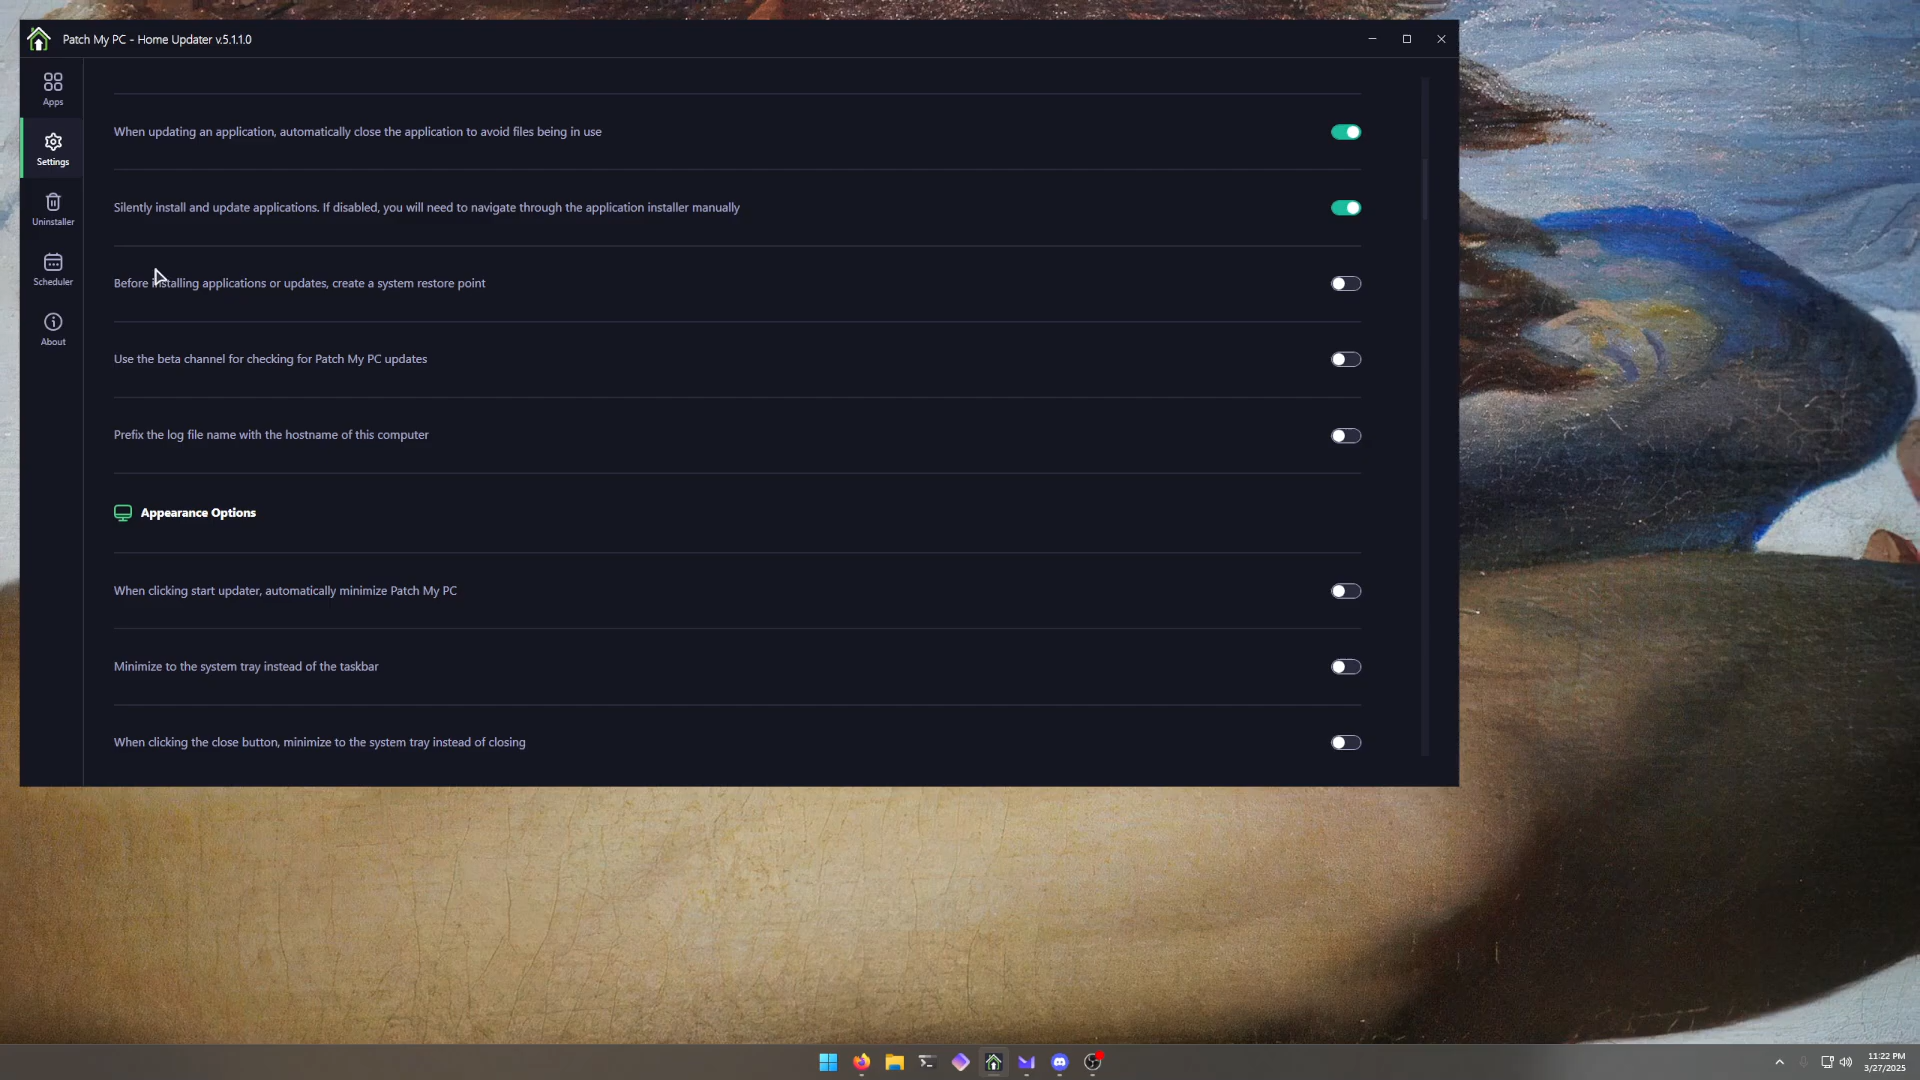 Patch My PC - Home Updater v.5.1.1.0
Apps
Settings
Uninstaller
Scheduler
About
When updating an application, automatically close the application to avoid files being in use
Silently install and update applications. If disabled, you will need to navigate through the application installer manually
Before installing applications or updates, create a system restore point
Use the beta channel for checking for Patch My PC updates
Prefix the log file name with the hostname of this computer
Appearance Options
When clicking start updater, automatically minimize Patch My PC
Minimize to the system tray instead of the taskbar
When clicking the close button, minimize to the system tray instead of closing
11:22 PM
3/27/2025